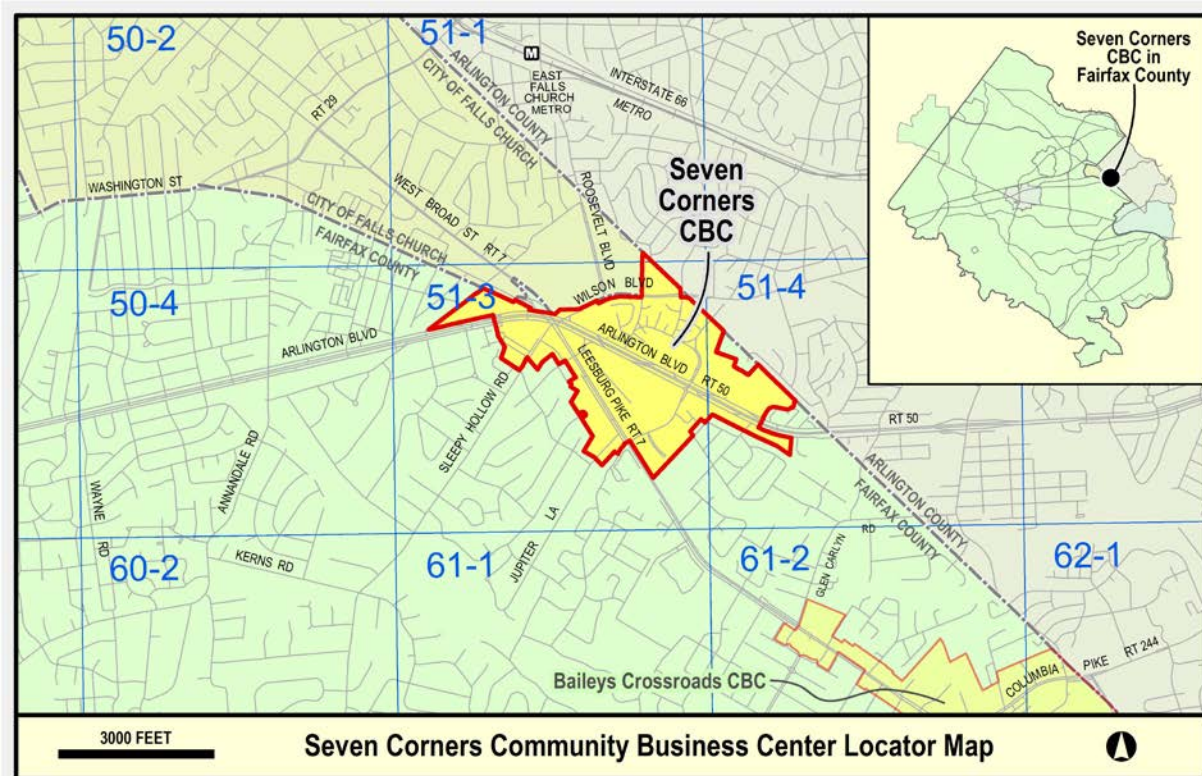 50-2
51-1
M
EAST
FALLS
CHURCH
METRO
INTERSTATE 66
METRO
ARLINGTON COUNTY
CITY OF FALLS CHURCH
RT 29
Seven Corners
CBC in
Fairfax County
WASHINGTON ST
CITY OF FALLS CHURCH
FAIRFAX COUNTY
WEST BROAD ST RT 7
ROOSEVELT BLVD
Seven
Corners
CBC
50-4
51-3
WILSON BLVD
51-4
ARLINGTON BLVD
ARLINGTON BLVD RT 50
LEESBURG PIKE RT 7
SLEEPY HOLLOW RD
RT 50
ARLINGTON COUNTY
FAIRFAX COUNTY
WAYNE RD
ANNANDALE RD
JUPITER LA
GLEN CARLYN RD
60-2
KERNS RD
61-1
61-2
62-1
Baileys Crossroads CBC
COLUMBIA PIKE RT 244
3000 FEET
Seven Corners Community Business Center Locator Map